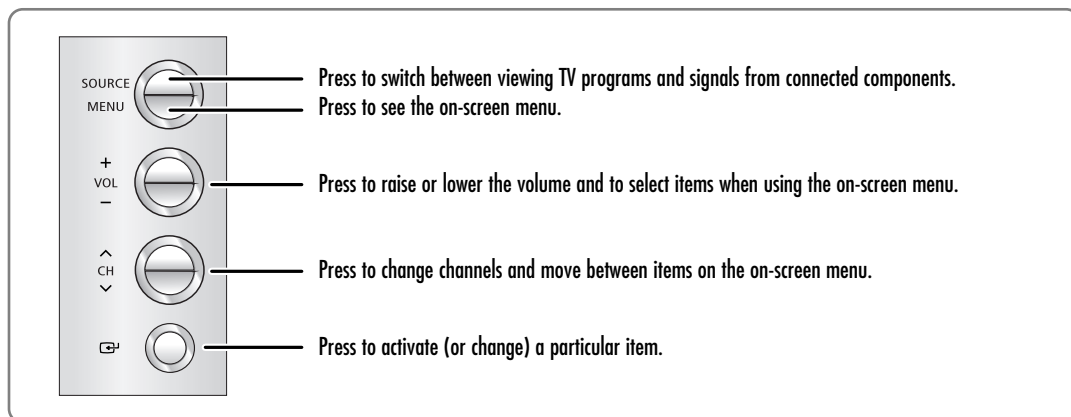 SOURCE
Press to switch between viewing TV programs and signals from connected components.
MENU
Press to see the on-screen menu.
+
VOL
–
Press to raise or lower the volume and to select items when using the on-screen menu.
CH
Press to change channels and move between items on the on-screen menu.
Press to activate (or change) a particular item.